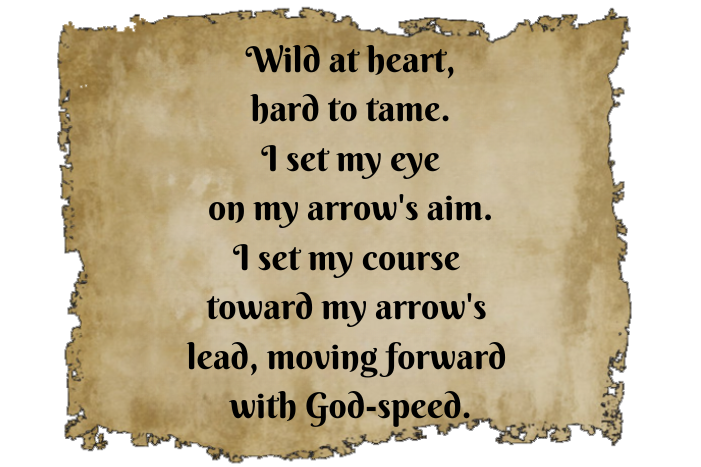 Wild at heart,
hard to tame.
I set my eye
on my arrow's aim.
I set my course
toward my arrow's
lead, moving forward
with God-speed.